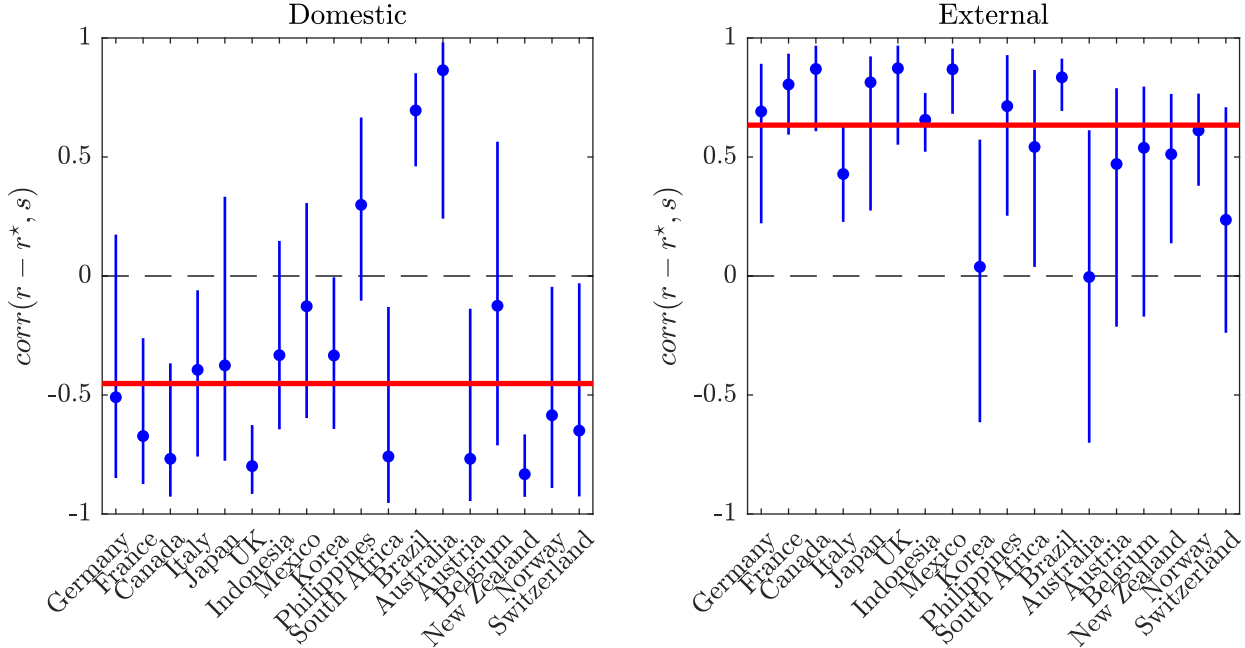 Domestic
1
0.5
0
-0.5
-1
corr(r − r⋆, s)
Germany
France
Canada
Italy
Japan
UK
Indonesia
Mexico
Korea
Philippines
South Africa
Brazil
Australia
Austria
Belgium
New Zealand
Norway
Switzerland
External
1
0.5
0
-0.5
-1
corr(r − r⋆, s)
Germany
France
Canada
Italy
Japan
UK
Indonesia
Mexico
Korea
Philippines
South Africa
Brazil
Australia
Austria
Belgium
New Zealand
Norway
Switzerland